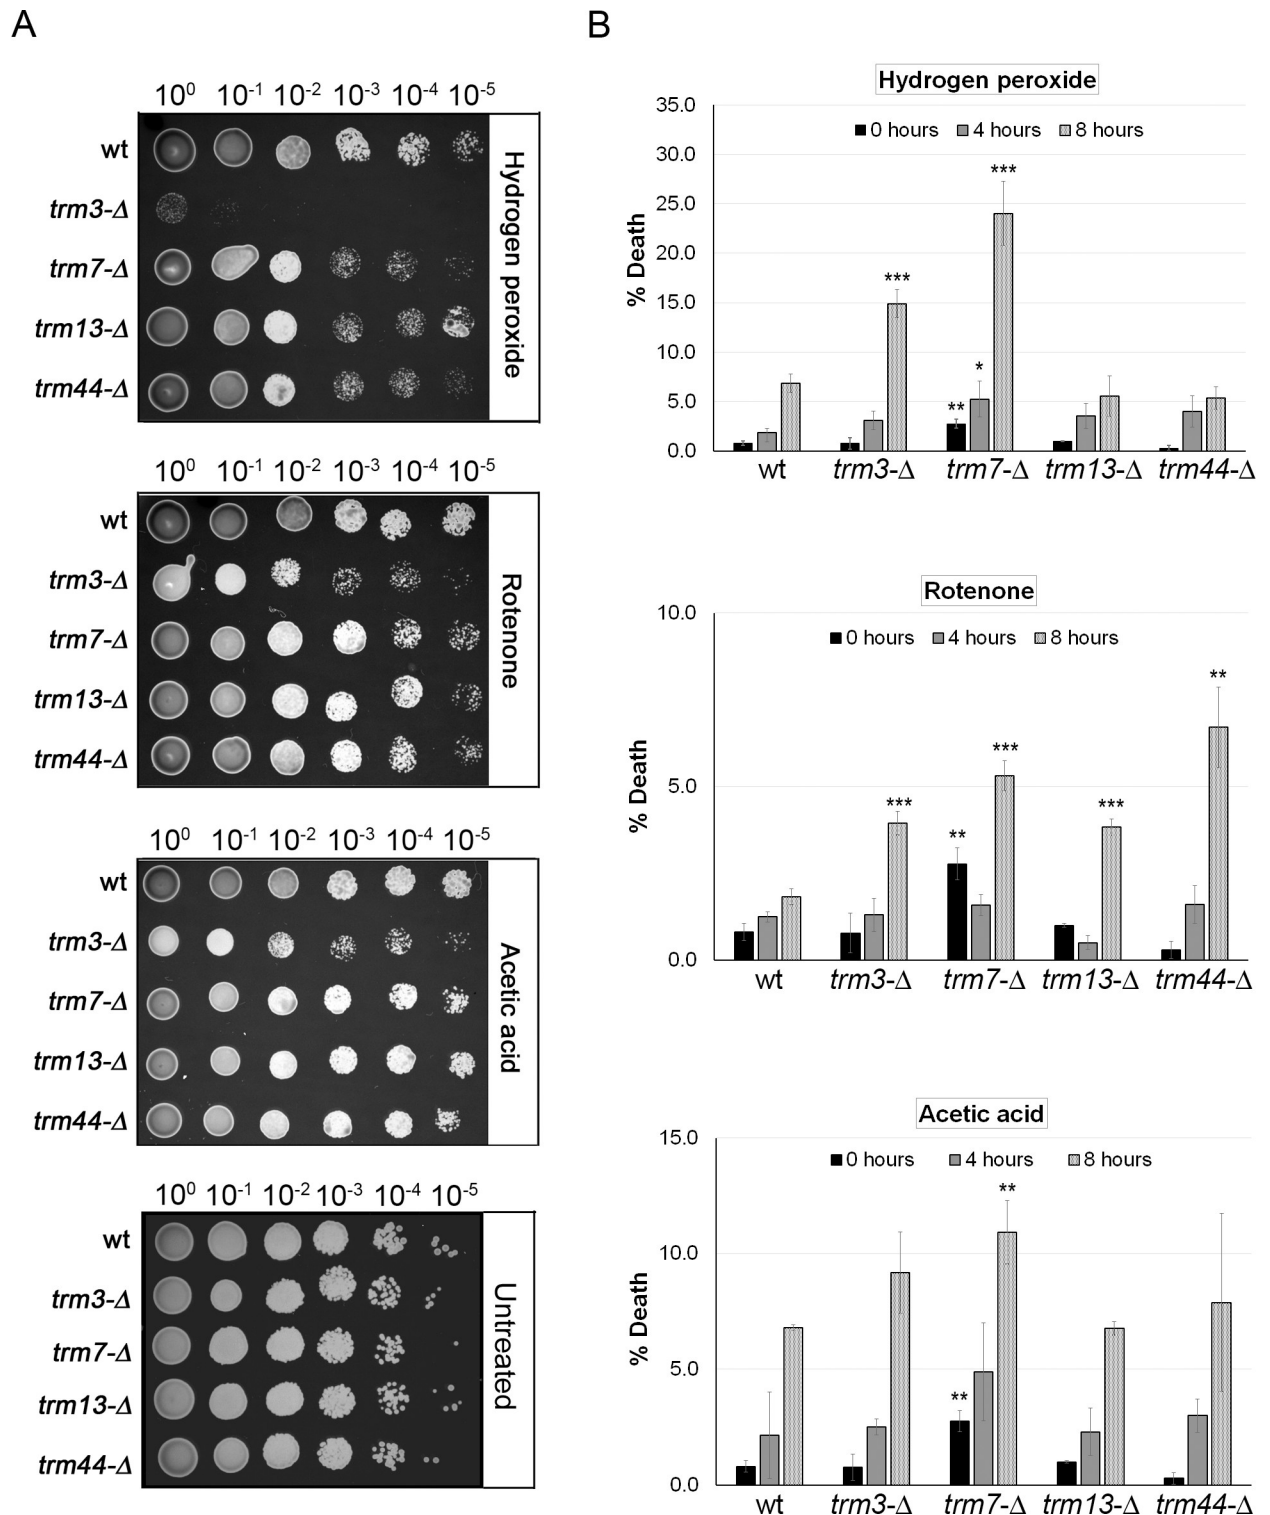 A
10⁰ 10⁻¹ 10⁻² 10⁻³ 10⁻⁴ 10⁻⁵
wt
trm3-Δ
trm7-Δ
trm13-Δ
trm44-Δ
Hydrogen peroxide
10⁰ 10⁻¹ 10⁻² 10⁻³ 10⁻⁴ 10⁻⁵
wt
trm3-Δ
trm7-Δ
trm13-Δ
trm44-Δ
Rotenone
10⁰ 10⁻¹ 10⁻² 10⁻³ 10⁻⁴ 10⁻⁵
wt
trm3-Δ
trm7-Δ
trm13-Δ
trm44-Δ
Acetic acid
10⁰ 10⁻¹ 10⁻² 10⁻³ 10⁻⁴ 10⁻⁵
wt
trm3-Δ
trm7-Δ
trm13-Δ
trm44-Δ
Untreated
B
Hydrogen peroxide
0 hours 4 hours 8 hours
% Death
35.0
30.0
25.0
20.0
15.0
10.0
5.0
0.0
***
** * ***
wt trm3-Δ trm7-Δ trm13-Δ trm44-Δ
Rotenone
0 hours 4 hours 8 hours
% Death
10.0
5.0
0.0
***
** ***
***
**
wt trm3-Δ trm7-Δ trm13-Δ trm44-Δ
Acetic acid
0 hours 4 hours 8 hours
% Death
15.0
10.0
5.0
0.0
** **
wt trm3-Δ trm7-Δ trm13-Δ trm44-Δ